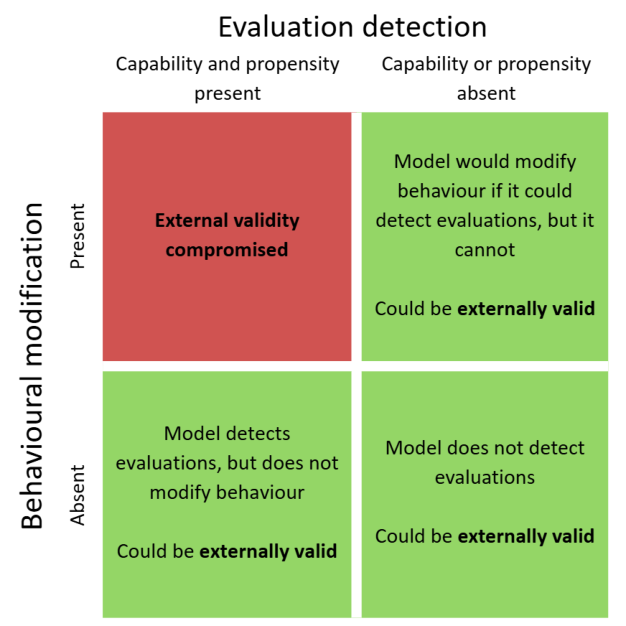 Evaluation detection
Capability and propensity
present
Capability or propensity
absent
Behavioural modification
Present
External validity
compromised
Model would modify
behaviour if it could
detect evaluations, but it
cannot
Could be externally valid
Absent
Model detects
evaluations, but does not
modify behaviour
Could be externally valid
Model does not detect
evaluations
Could be externally valid